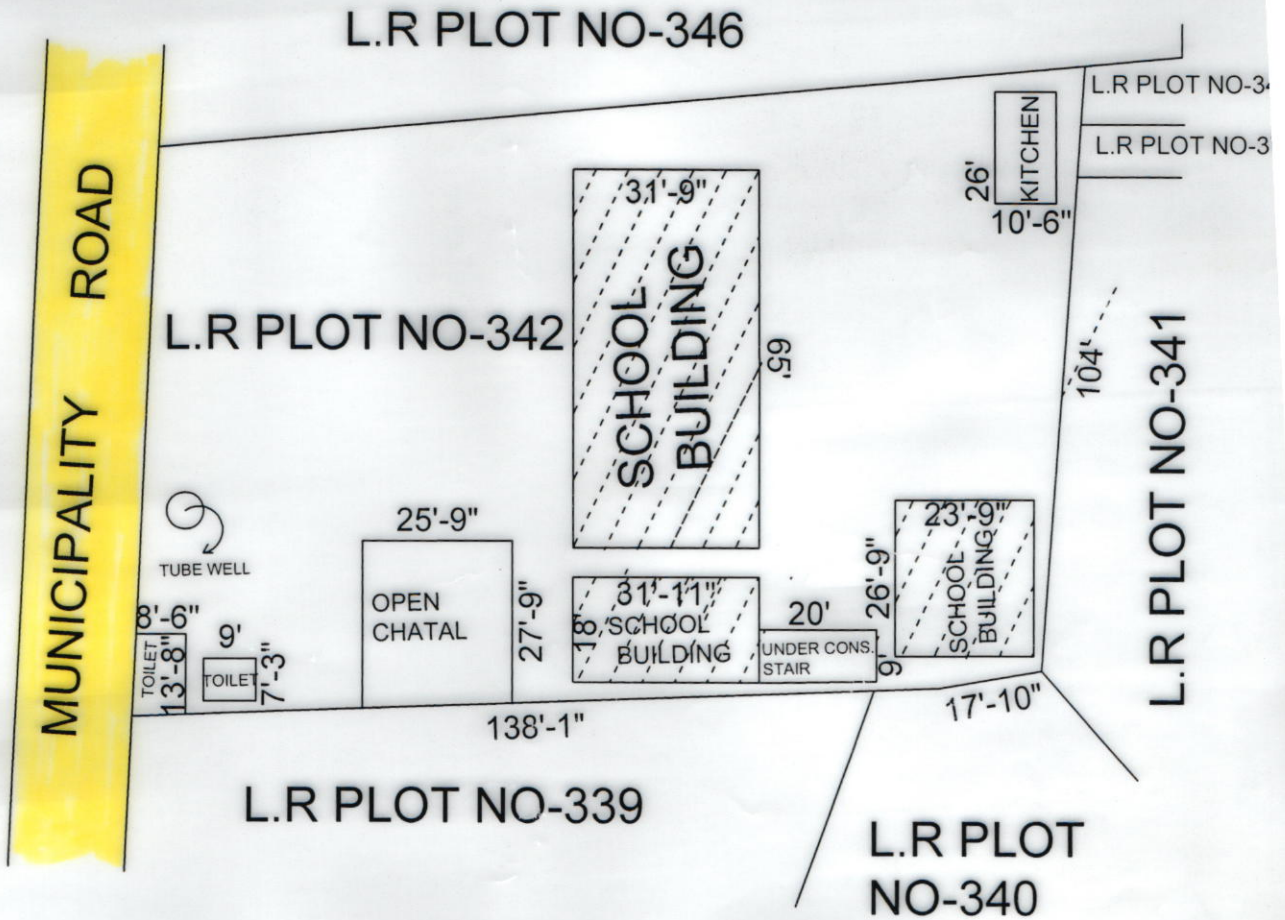 L.R PLOT NO-346
MUNICIPALITY ROAD
L.R PLOT NO-3
L.R PLOT NO-3
KITCHEN
26'
10'-6"
31'-9"
SCHOOL
BUILDING
65'
L.R PLOT NO-342
104'
L.R PLOT NO-341
TUBE WELL
25'-9"
OPEN
CHATAL
27'-9"
31'-11"
18'
SCHOOL
BUILDING
20'
UNDER CONS.
STAIR
9'
23'-9"
26'-9"
SCHOOL
BUILDING
8'-6"
TOILET
13'-8"
9'
TOILET
7'-3"
138'-1"
17'-10"
L.R PLOT NO-339
L.R PLOT
NO-340